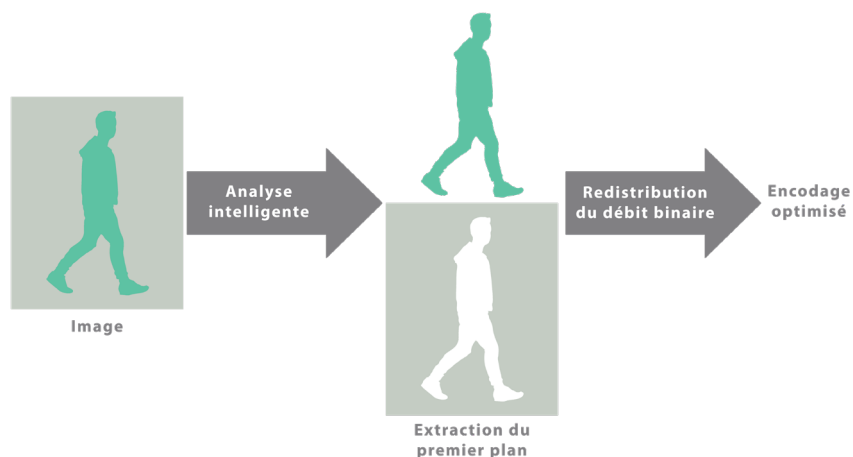 Image
Analyse
intelligente
Extraction du
premier plan
Redistribution
du débit binaire
Encodage
optimisé